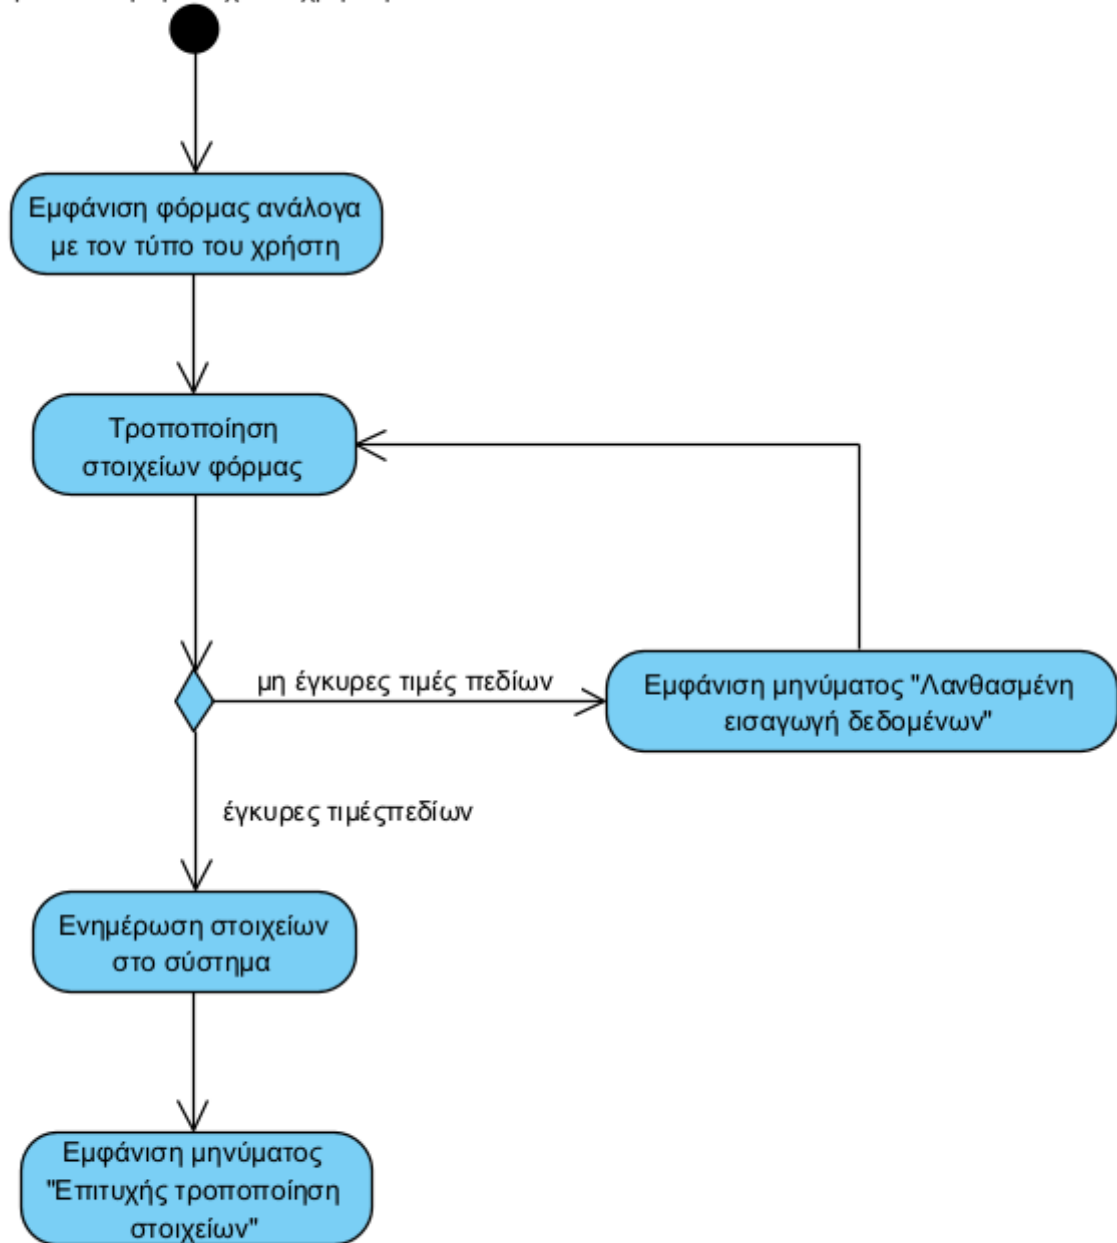 Εμφάνιση φόρμας ανάλογα
με τον τύπο του χρήστη
Τροποποίηση
στοιχείων φόρμας
μη έγκυρες τιμές πεδίων
Εμφάνιση μηνύματος "Λανθασμένη
εισαγωγή δεδομένων"
έγκυρες τιμέςπεδίων
Ενημέρωση στοιχείων
στο σύστημα
Εμφάνιση μηνύματος
"Επιτυχής τροποποίηση
στοιχείων"